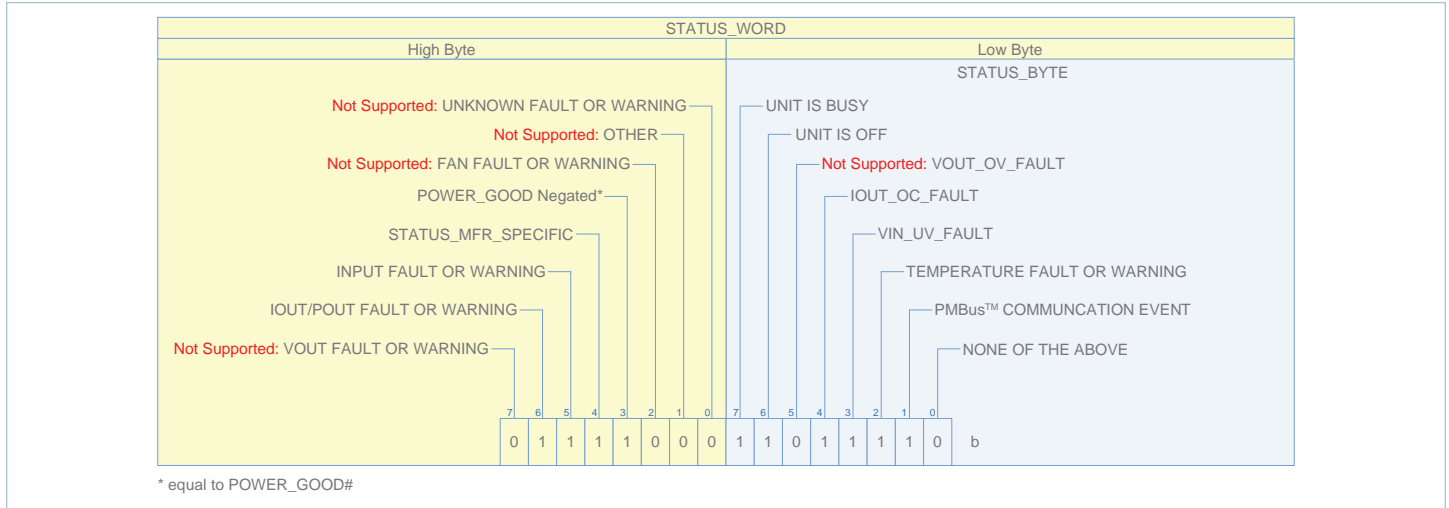 STATUS_WORD
High Byte
Low Byte
STATUS_BYTE
Not Supported: UNKNOWN FAULT OR WARNING
UNIT IS BUSY
Not Supported: OTHER
UNIT IS OFF
Not Supported: FAN FAULT OR WARNING
Not Supported: VOUT_OV_FAULT
POWER_GOOD Negated*
IOUT_OC_FAULT
STATUS_MFR_SPECIFIC
VIN_UV_FAULT
INPUT FAULT OR WARNING
TEMPERATURE FAULT OR WARNING
IOUT/POUT FAULT OR WARNING
PMBus™ COMMUNCATION EVENT
Not Supported: VOUT FAULT OR WARNING
NONE OF THE ABOVE
7 6 5 4 3 2 1 0 7 6 5 4 3 2 1 0
0 1 1 1 1 0 0 0 1 1 0 1 1 1 1 0 b
* equal to POWER_GOOD#